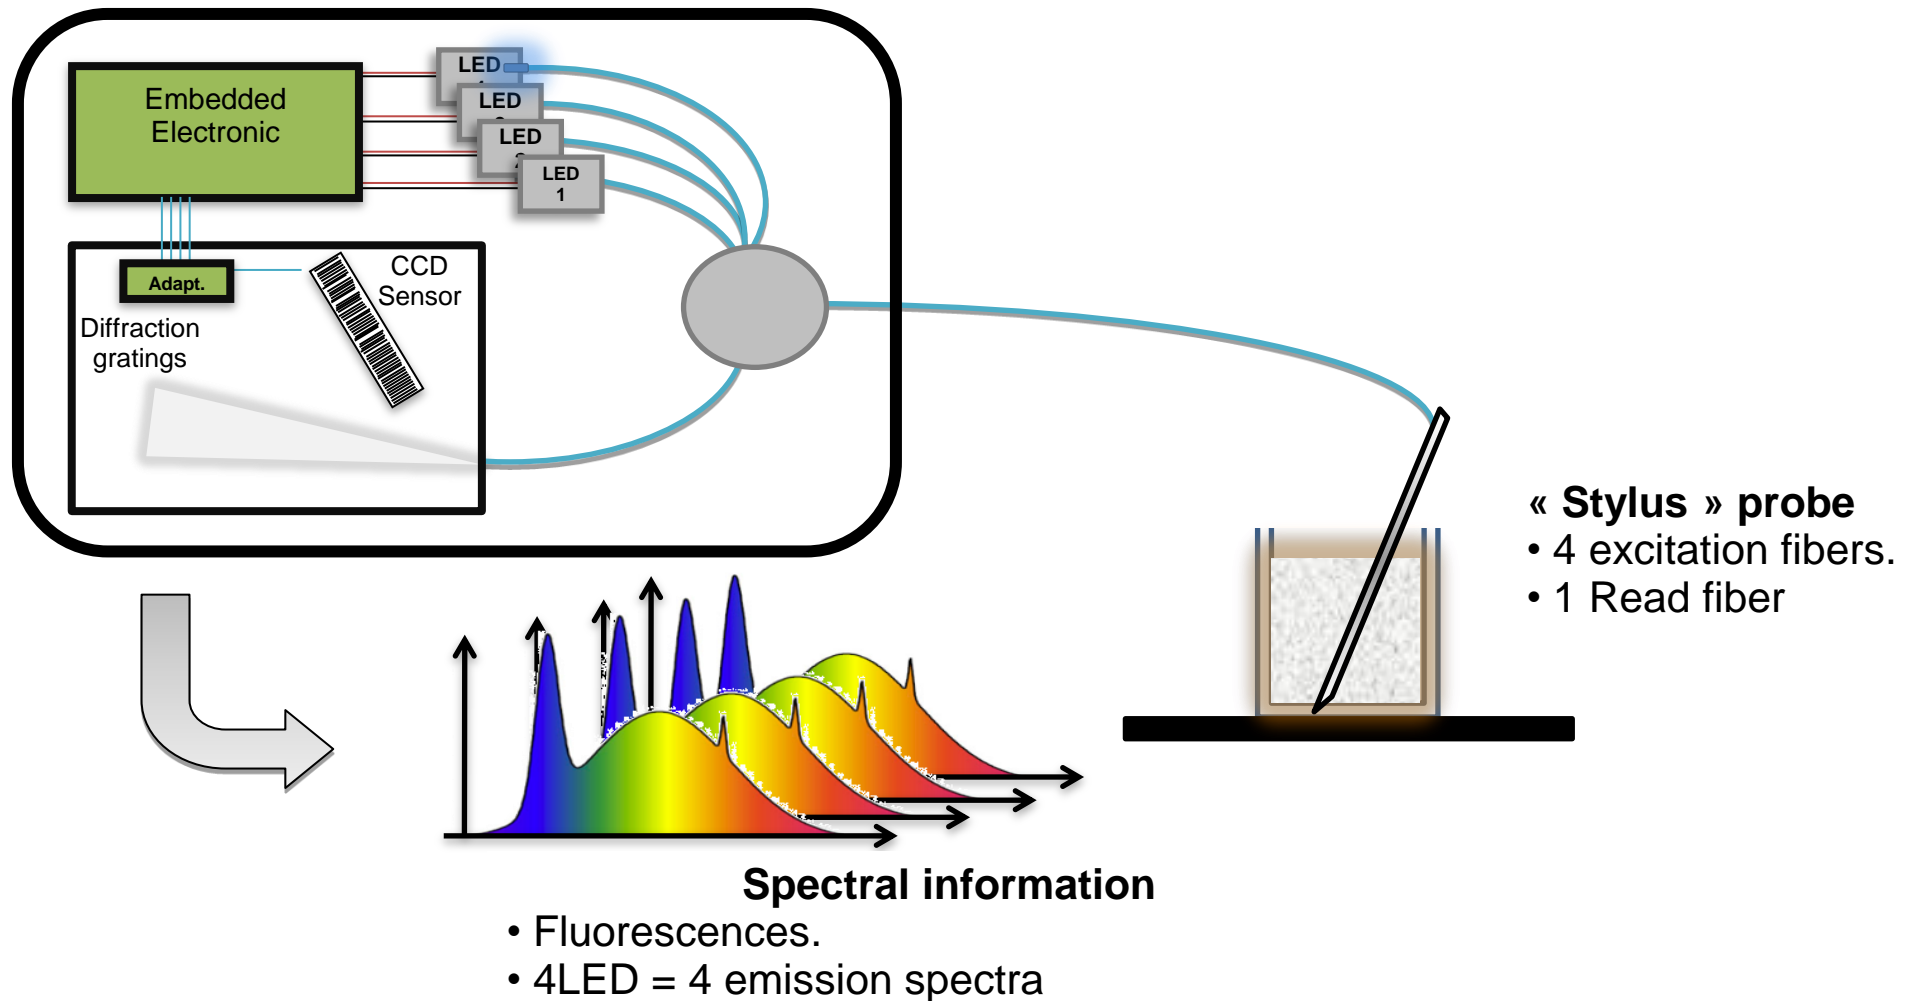 Embedded
Electronic
LED
LED
LED
LED
1
Adapt.
CCD
Sensor
Diffraction
gratings
« Stylus » probe
• 4 excitation fibers.
• 1 Read fiber
Spectral information
• Fluorescences.
• 4LED = 4 emission spectra